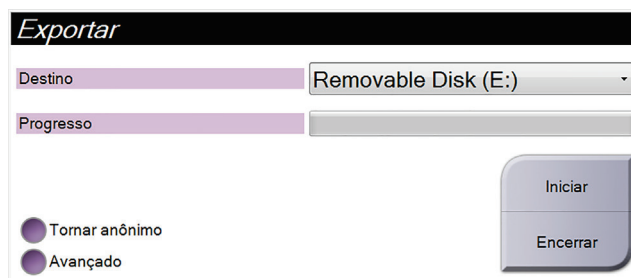 Exportar
Destino
Removable Disk (E:)
Progresso
Iniciar
Tornar anônimo
Encerrar
Avançado